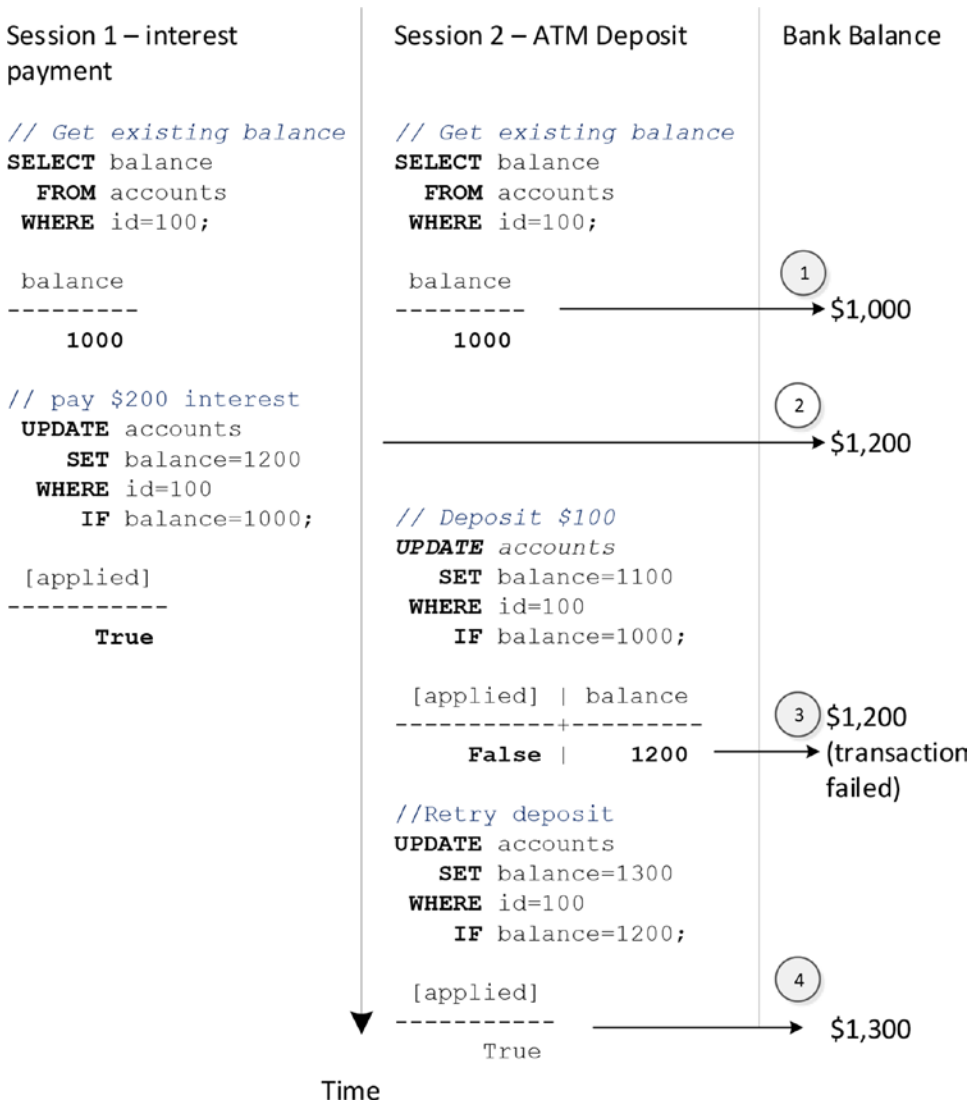 Session 1 – interest
payment
// Get existing balance
SELECT balance
FROM accounts
WHERE id=100;
balance
---------
1000
// pay $200 interest
UPDATE accounts
SET balance=1200
WHERE id=100
IF balance=1000;
[applied]
-----------
True
Session 2 – ATM Deposit
// Get existing balance
SELECT balance
FROM accounts
WHERE id=100;
balance
---------
1000
// Deposit $100
UPDATE accounts
SET balance=1100
WHERE id=100
IF balance=1000;
[applied] | balance
-----------+---------
False | 1200
//Retry deposit
UPDATE accounts
SET balance=1300
WHERE id=100
IF balance=1200;
[applied]
-----------
True
Bank Balance
1
$1,000
2
$1,200
3
$1,200
(transaction
failed)
4
$1,300
Time